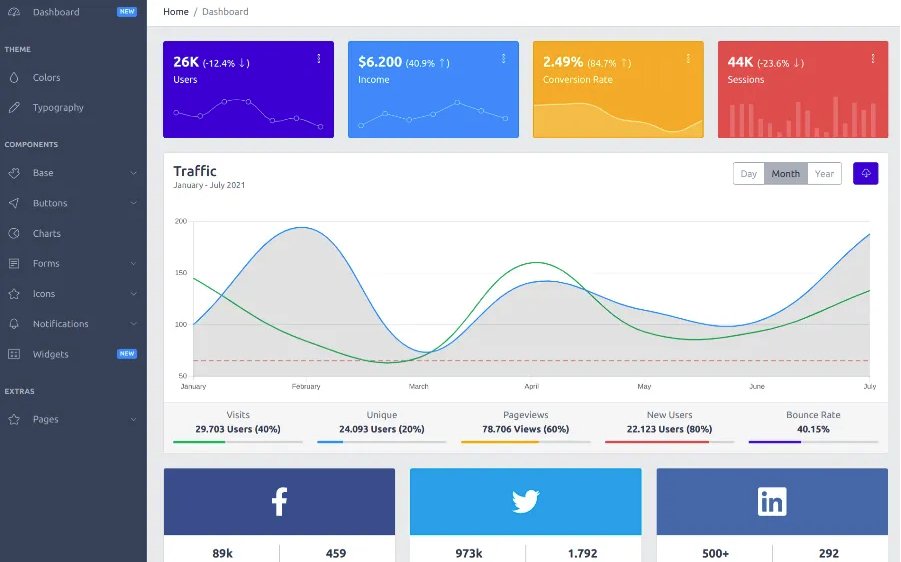 Dashboard NEW
Home / Dashboard
THEME
Colors
Typography
COMPONENTS
Base
Buttons
Charts
Forms
Icons
Notifications
Widgets NEW
EXTRAS
Pages
26K (-12.4% ↓)
Users
$6.200 (40.9% ↑)
Income
2.49% (84.7% ↑)
Conversion Rate
44K (-23.6% ↓)
Sessions
Traffic
January - July 2021
Day Month Year
200
150
100
50
January February March April May June July
Visits
29.703 Users (40%)
Unique
24.093 Users (20%)
Pageviews
78.706 Views (60%)
New Users
22.123 Users (80%)
Bounce Rate
40.15%
f
in
89k 459
973k 1.792
500+ 292